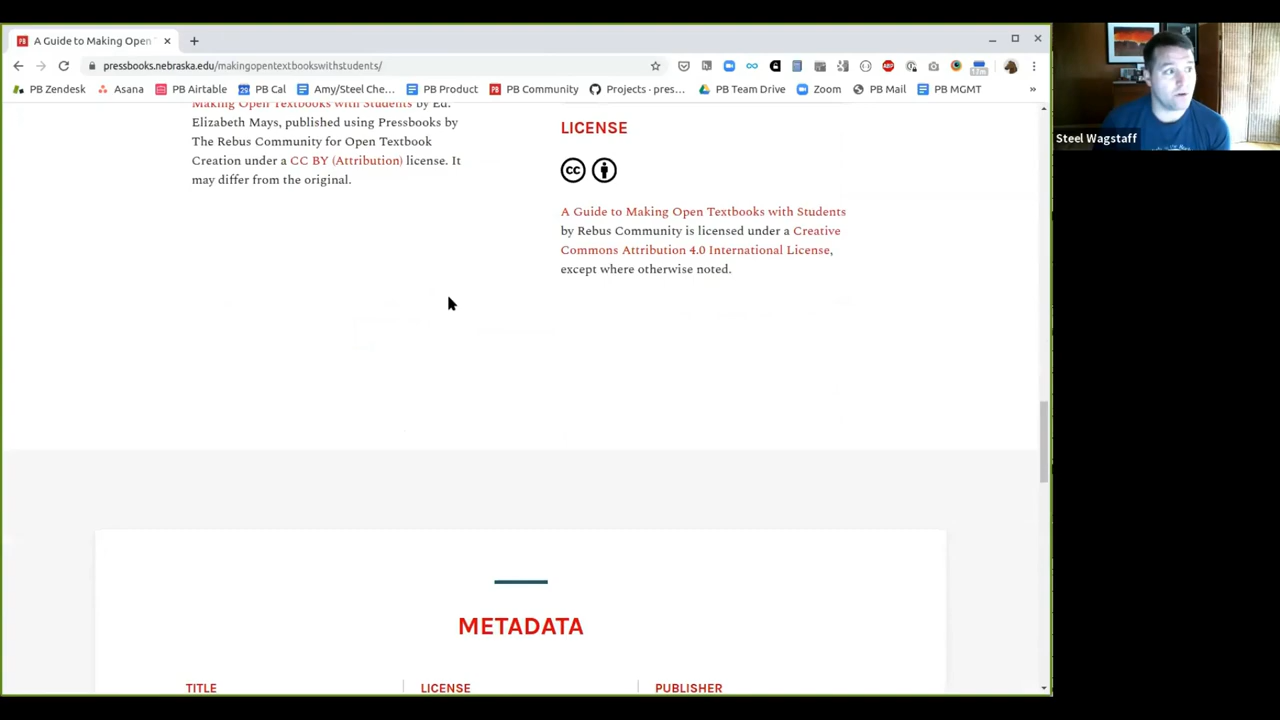 A Guide to Making Open
pressbooks.nebraska.edu/makingopentextbookswithstudents/
PB Zendesk
Asana
PB Airtable
PB Cal
Amy/Steel Che...
PB Product
PB Community
Projects · pres...
PB Team Drive
Zoom
PB Mail
PB MGMT
»
Steel Wagstaff
Making Open Textbooks with Students by Ed.
Elizabeth Mays, published using Pressbooks by
The Rebus Community for Open Textbook
Creation under a CC BY (Attribution) license. It
may differ from the original.
LICENSE
A Guide to Making Open Textbooks with Students
by Rebus Community is licensed under a Creative
Commons Attribution 4.0 International License,
except where otherwise noted.
METADATA
TITLE
LICENSE
PUBLISHER